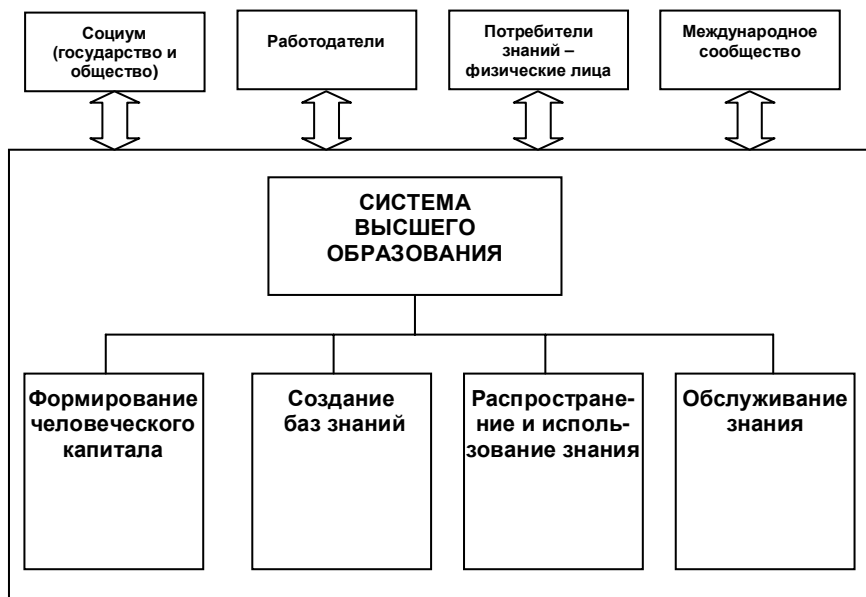 Социум
(государство и
общество)
Работодатели
Потребители
знаний –
физические лица
Международное
сообщество
СИСТЕМА
ВЫСШЕГО
ОБРАЗОВАНИЯ
Формирование
человеческого
капитала
Создание
баз знаний
Распростране-
ние и исполь-
зование знания
Обслуживание
знания